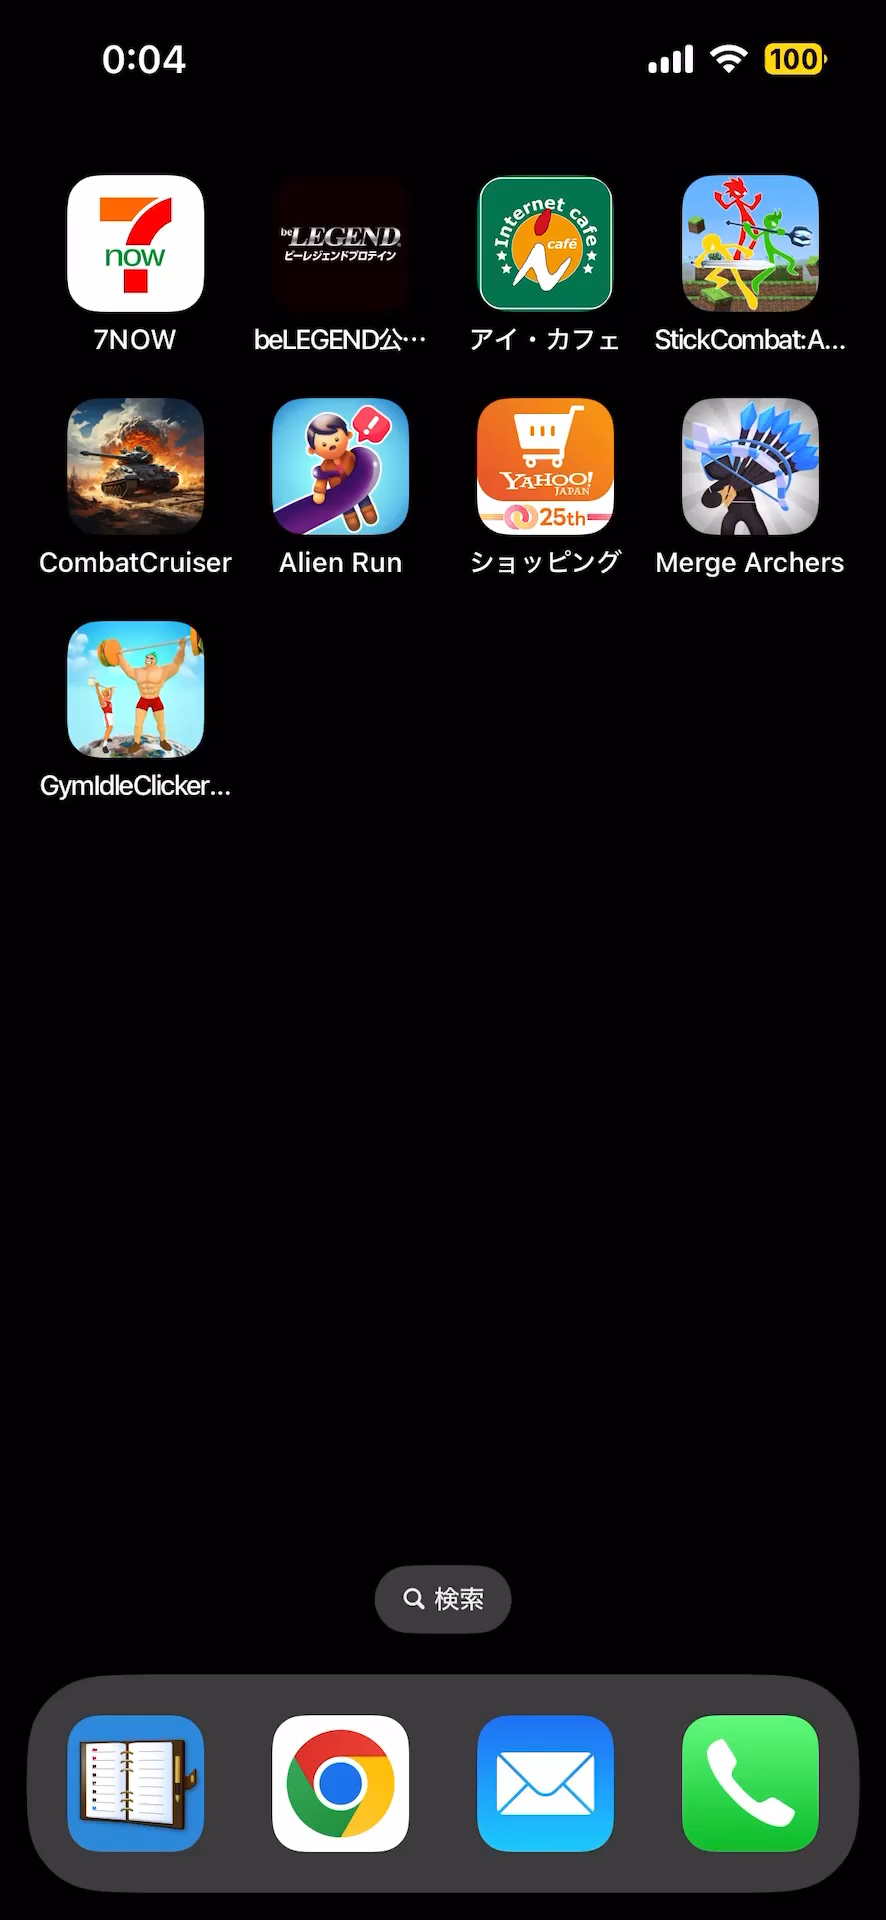 0:04
100
7
now
7NOW
beLEGEND
ビーレジェンドプロテイン
beLEGEND公…
Internet cafe
café
アイ・カフェ
StickCombat:A...
CombatCruiser
Alien Run
YAHOO!
JAPAN
25th
ショッピング
Merge Archers
GymIdleClicker...
検索